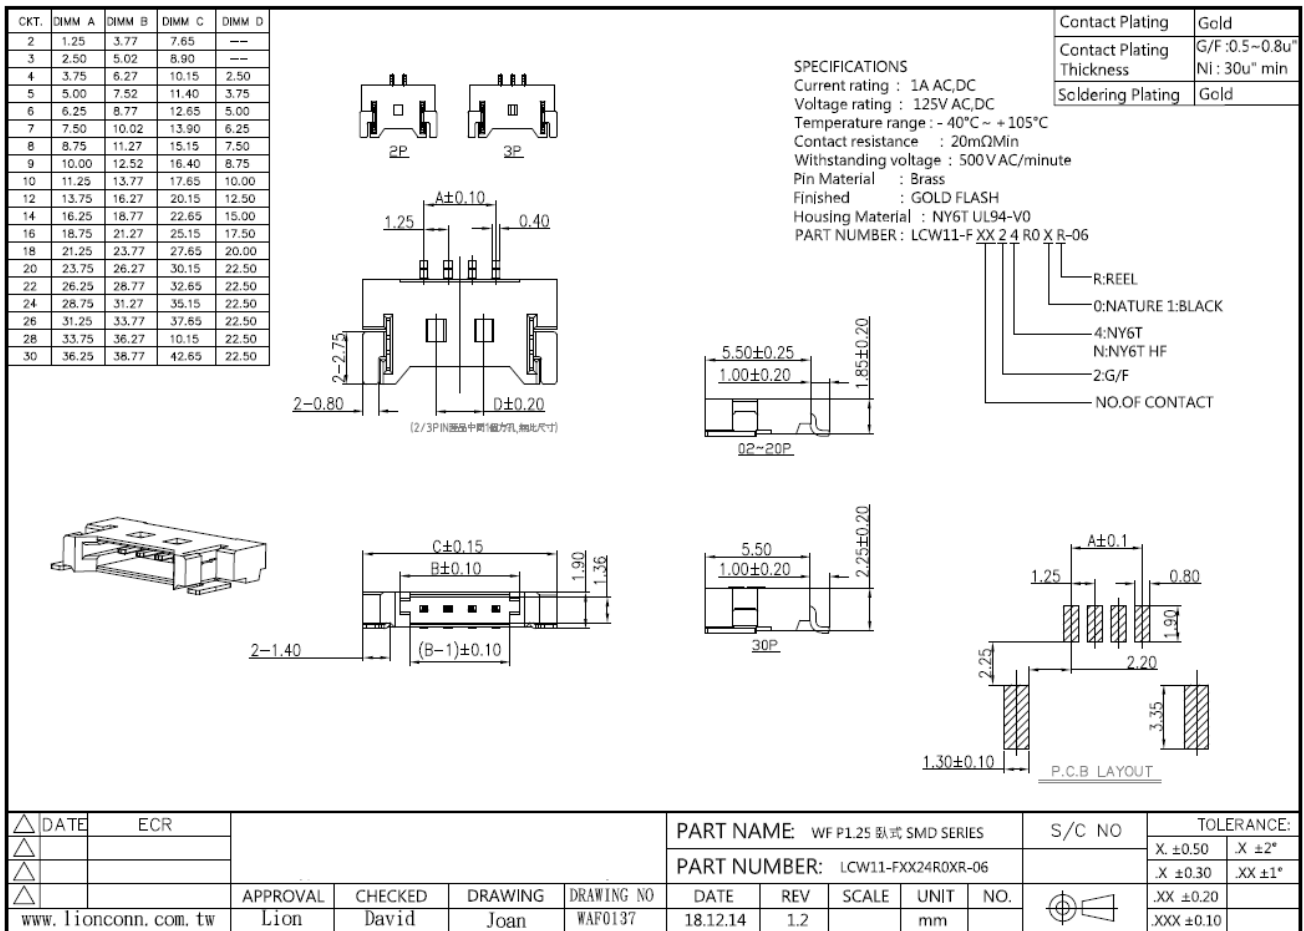 CKT. DIMM A DIMM B DIMM C DIMM D
2 1.25 3.77 7.65 --
3 2.50 5.02 8.90 --
4 3.75 6.27 10.15 2.50
5 5.00 7.52 11.40 3.75
6 6.25 8.77 12.65 5.00
7 7.50 10.02 13.90 6.25
8 8.75 11.27 15.15 7.50
9 10.00 12.52 16.40 8.75
10 11.25 13.77 17.65 10.00
12 13.75 16.27 20.15 12.50
14 16.25 18.77 22.65 15.00
16 18.75 21.27 25.15 17.50
18 21.25 23.77 27.65 20.00
20 23.75 26.27 30.15 22.50
22 26.25 28.77 32.65 22.50
24 28.75 31.27 35.15 22.50
26 31.25 33.77 37.65 22.50
28 33.75 36.27 10.15 22.50
30 36.25 38.77 42.65 22.50
2P
3P
Contact Plating Gold
Contact Plating Thickness G/F :0.5~0.8u"
Ni : 30u" min
Soldering Plating Gold
SPECIFICATIONS
Current rating : 1A AC,DC
Voltage rating : 125V AC,DC
Temperature range : - 40°C ~ + 105°C
Contact resistance : 20mΩMin
Withstanding voltage : 500 V AC/minute
Pin Material : Brass
Finished : GOLD FLASH
Housing Material : NY6T UL94-V0
PART NUMBER : LCW11-F XX 2 4 R0 X R-06
R:REEL
0:NATURE 1:BLACK
4:NY6T
N:NY6T HF
2:G/F
NO.OF CONTACT
A±0.10
1.25
0.40
2-2.75
2-0.80
D±0.20
(2/3PIN 中間1個方孔,無此尺寸)
5.50±0.25
1.00±0.20
1.85±0.20
02~20P
C±0.15
B±0.10
1.90
1.36
2-1.40
(B-1)±0.10
5.50
1.00±0.20
2.25±0.20
30P
A±0.1
1.25
0.80
1.90
2.25
2.20
3.35
1.30±0.10
P.C.B LAYOUT
DATE ECR
PART NAME: WF P1.25 臥式 SMD SERIES
S/C NO
TOLERANCE:
X. ±0.50 .X ±2°
PART NUMBER: LCW11-FXX24R0XR-06
.X ±0.30 .XX ±1°
APPROVAL CHECKED DRAWING DRAWING NO DATE REV SCALE UNIT NO.
.XX ±0.20
www.lionconn.com.tw Lion David Joan WAF0137 18.12.14 1.2 mm
.XXX ±0.10